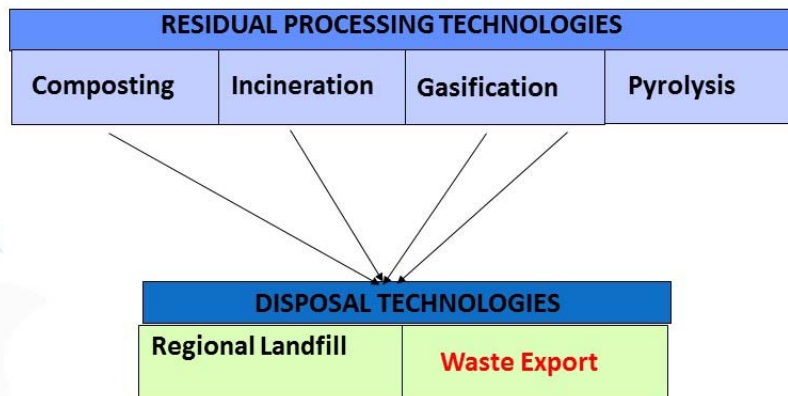 RESIDUAL PROCESSING TECHNOLOGIES
Composting Incineration Gasification Pyrolysis
DISPOSAL TECHNOLOGIES
Regional Landfill Waste Export